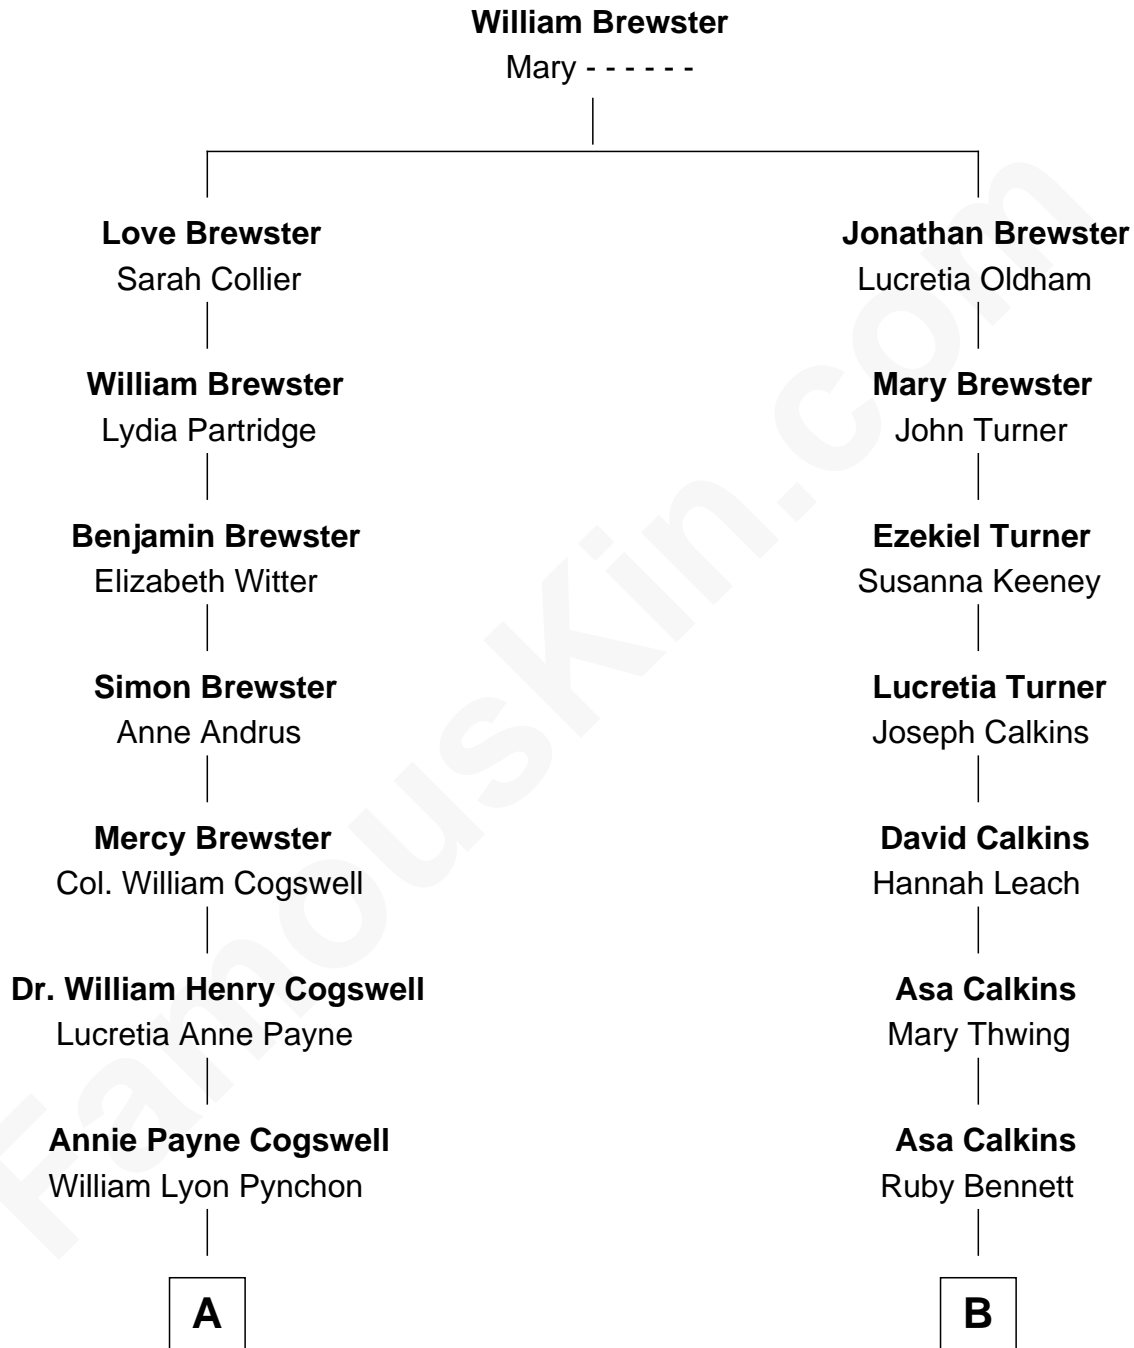 William Brewster
Mary - - - - - -
Love Brewster
Sarah Collier
Jonathan Brewster
Lucretia Oldham
William Brewster
Lydia Partridge
Mary Brewster
John Turner
Benjamin Brewster
Elizabeth Witter
Ezekiel Turner
Susanna Keeney
Simon Brewster
Anne Andrus
Lucretia Turner
Joseph Calkins
Mercy Brewster
Col. William Cogswell
David Calkins
Hannah Leach
Dr. William Henry Cogswell
Lucretia Anne Payne
Asa Calkins
Mary Thwing
Annie Payne Cogswell
William Lyon Pynchon
Asa Calkins
Ruby Bennett
A
B
FamousKin.com